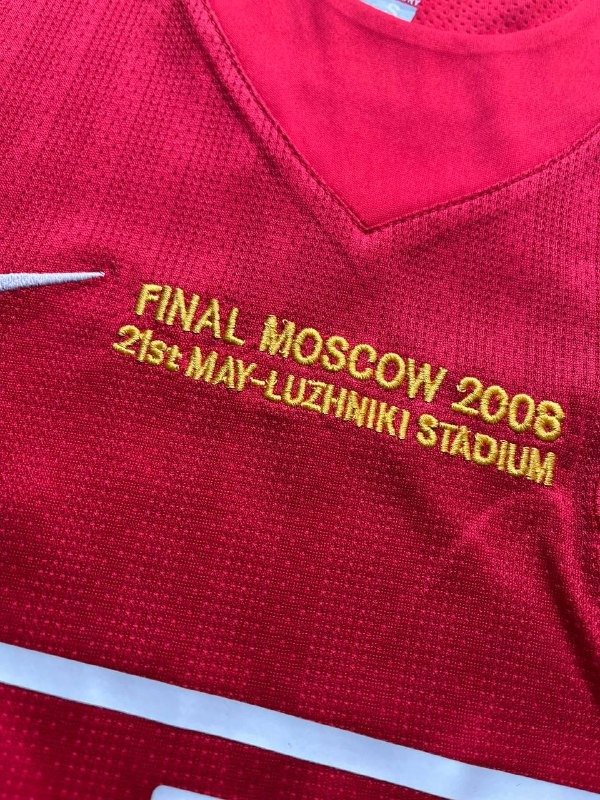 FINAL MOSCOW 2008
21st MAY-LUZHNIKI STADIUM